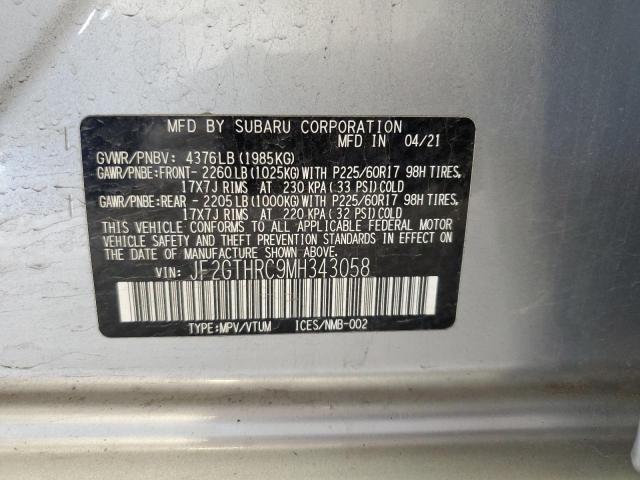 MFD BY SUBARU CORPORATION
MFD IN 04/21
GVWR/PNBV: 4376LB (1985KG)
GAWR/PNBE:FRONT- 2260LB (1025KG) WITH P225/60R17 98H TIRES,
17X7J RIMS AT 230 KPA (33 PSI) COLD
GAWR/PNBE:REAR - 2205LB (1000KG) WITH P225/60R17 98H TIRES,
17X7J RIMS AT 220 KPA (32 PSI) COLD
THIS VEHICLE CONFORMS TO ALL APPLICABLE FEDERAL MOTOR
VEHICLE SAFETY AND BUMPER STANDARDS IN EFFECT ON THE
DATE OF MANUFACTURE SHOWN ABOVE.
VIN: JF2GTHRC9MH343058
TYPE:MPV/VTUM ICES/NMB-002